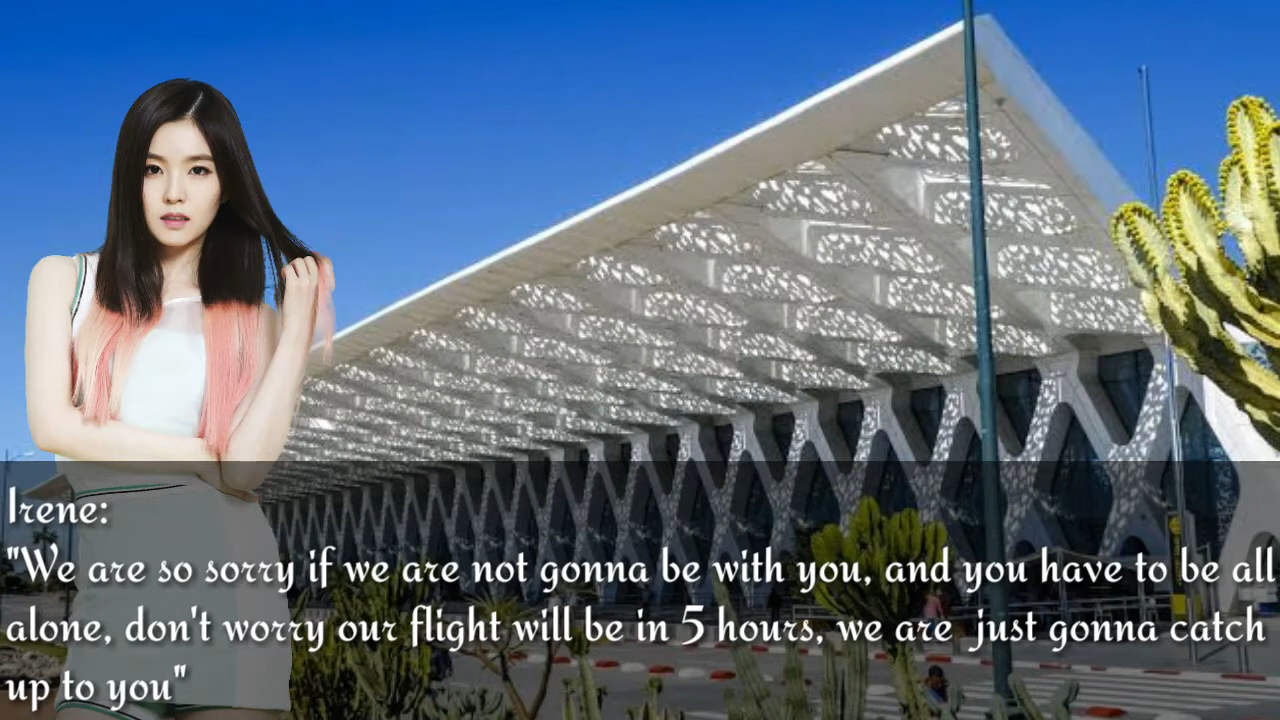 Irene:
"We are so sorry if we are not gonna be with you, and you have to be all
alone, don't worry our flight will be in 5 hours, we are just gonna catch
up to you"